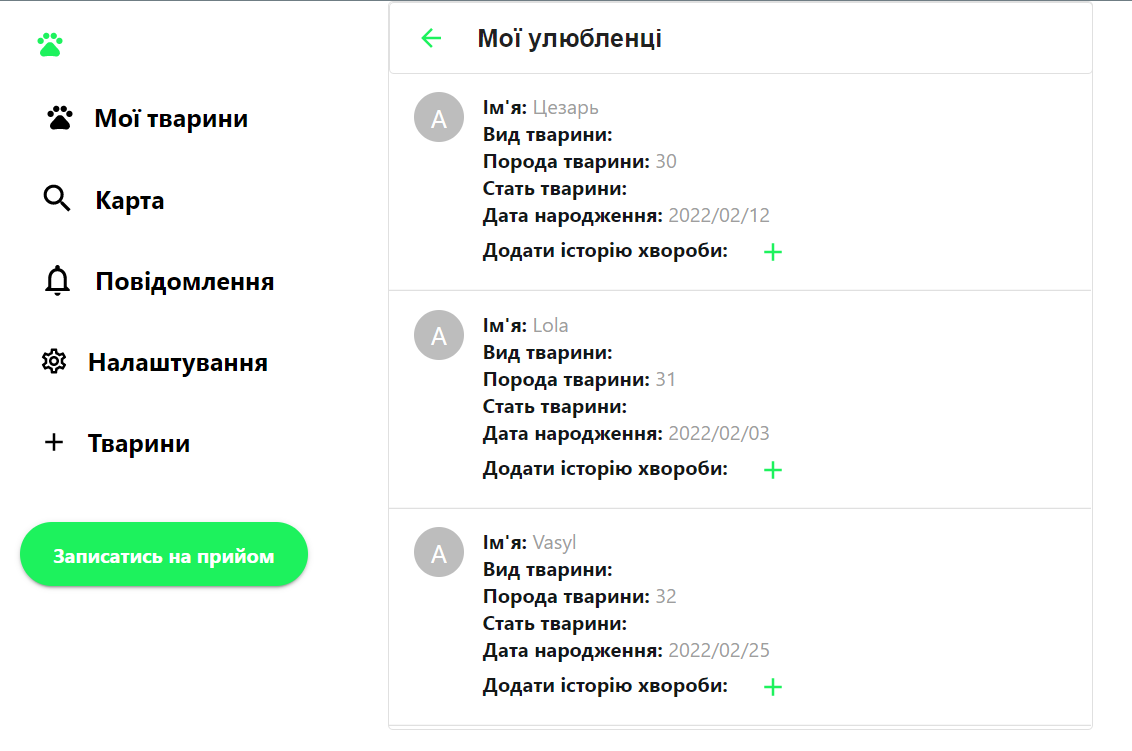 Мої тварини
Карта
Повідомлення
Налаштування
Тварини
Записатись на прийом
Мої улюбленці
A
Ім'я: Цезарь
Вид тварини:
Порода тварини: 30
Стать тварини:
Дата народження: 2022/02/12
Додати історію хвороби:
A
Ім'я: Lola
Вид тварини:
Порода тварини: 31
Стать тварини:
Дата народження: 2022/02/03
Додати історію хвороби:
A
Ім'я: Vasyl
Вид тварини:
Порода тварини: 32
Стать тварини:
Дата народження: 2022/02/25
Додати історію хвороби: